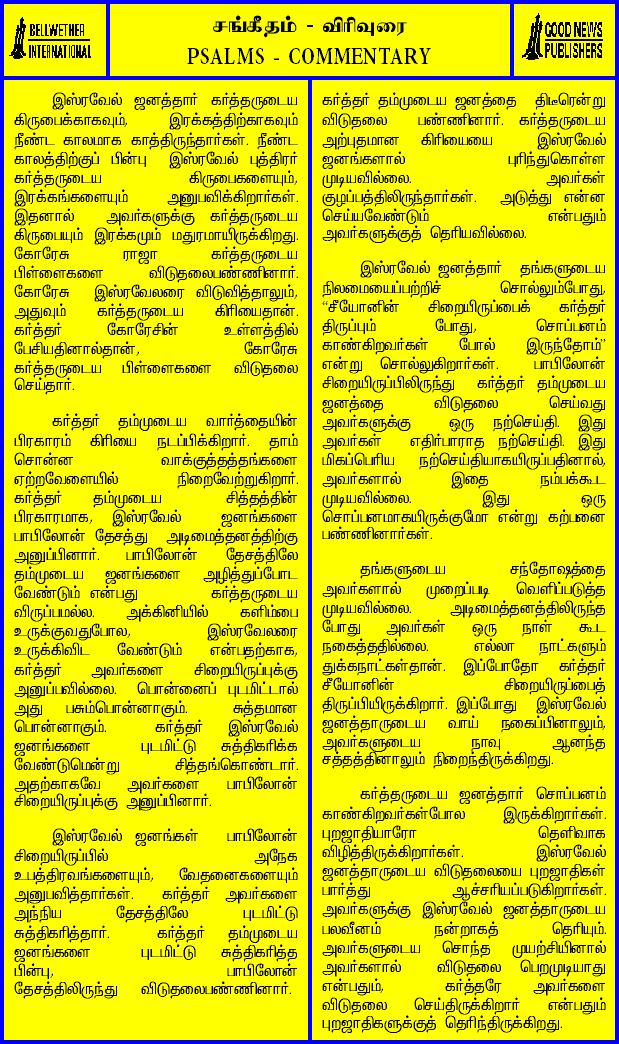 BELLWETHER
INTERNATIONAL
சங்கீதம் - விரிவுரை
PSALMS - COMMENTARY
GOOD NEWS
PUBLISHERS
இஸ்ரவேல் ஜனத்தார் கர்த்தருடைய
கிருபைக்காகவும், இரக்கத்திற்காகவும்
நீண்ட காலமாக காத்திருந்தார்கள். நீண்ட
காலத்திற்குப் பின்பு இஸ்ரவேல் புத்திரர்
கர்த்தருடைய கிருபைகளையும்,
இரக்கங்களையும் அனுபவிக்கிறார்கள்.
இதனால் அவர்களுக்கு கர்த்தருடைய
கிருபையும் இரக்கமும் மதுரமாயிருக்கிறது.
கோரேசு ராஜா கர்த்தருடைய
பிள்ளைகளை விடுதலைபண்ணினார்.
கோரேசு இஸ்ரவேலரை விடுவித்தாலும்,
அதுவும் கர்த்தருடைய கிரியைதான்.
கர்த்தர் கோரேசின் உள்ளத்தில்
பேசியதினால்தான், கோரேசு
கர்த்தருடைய பிள்ளைகளை விடுதலை
செய்தார்.
கர்த்தர் தம்முடைய வார்த்தையின்
பிரகாரம் கிரியை நடப்பிக்கிறார். தாம்
சொன்ன வாக்குத்தத்தங்களை
ஏற்றவேளையில் நிறைவேற்றுகிறார்.
கர்த்தர் தம்முடைய சித்தத்தின்
பிரகாரமாக, இஸ்ரவேல் ஜனங்களை
பாபிலோன் தேசத்து அடிமைத்தனத்திற்கு
அனுப்பினார். பாபிலோன் தேசத்திலே
தம்முடைய ஜனங்களை அழித்துப்போட
வேண்டும் என்பது கர்த்தருடைய
விருப்பமல்ல. அக்கினியில் களிம்பை
உருக்குவதுபோல, இஸ்ரவேலரை
உருக்கிவிட வேண்டும் என்பதற்காக,
கர்த்தர் அவர்களை சிறையிருப்புக்கு
அனுப்பவில்லை. பொன்னைப் புடமிட்டால்
அது பசும்பொன்னாகும். சுத்தமான
பொன்னாகும். கர்த்தர் இஸ்ரவேல்
ஜனங்களை புடமிட்டு சுத்திகரிக்க
வேண்டுமென்று சித்தங்கொண்டார்.
அதற்காகவே அவர்களை பாபிலோன்
சிறையிருப்புக்கு அனுப்பினார்.
இஸ்ரவேல் ஜனங்கள் பாபிலோன்
சிறையிருப்பில் அநேக
உபத்திரவங்களையும், வேதனைகளையும்
அனுபவித்தார்கள். கர்த்தர் அவர்களை
அந்நிய தேசத்திலே புடமிட்டு
சுத்திகரித்தார். கர்த்தர் தம்முடைய
ஜனங்களை புடமிட்டு சுத்திகரித்த
பின்பு, பாபிலோன்
தேசத்திலிருந்து விடுதலைபண்ணினார்.
கர்த்தர் தம்முடைய ஜனத்தை திடீரென்று
விடுதலை பண்ணினார். கர்த்தருடைய
அற்புதமான கிரியையை இஸ்ரவேல்
ஜனங்களால் புரிந்துகொள்ள
முடியவில்லை. அவர்கள்
குழப்பத்திலிருந்தார்கள். அடுத்து என்ன
செய்யவேண்டும் என்பதும்
அவர்களுக்குத் தெரியவில்லை.
இஸ்ரவேல் ஜனத்தார் தங்களுடைய
நிலமையைப்பற்றிச் சொல்லும்போது,
“சீயோனின் சிறையிருப்பைக் கர்த்தர்
திருப்பும் போது, சொப்பனம்
காண்கிறவர்கள் போல் இருந்தோம்”
என்று சொல்லுகிறார்கள். பாபிலோன்
சிறையிருப்பிலிருந்து கர்த்தர் தம்முடைய
ஜனத்தை விடுதலை செய்வது
அவர்களுக்கு ஒரு நற்செய்தி. இது
அவர்கள் எதிர்பாராத நற்செய்தி. இது
மிகப்பெரிய நற்செய்தியாகயிருப்பதினால்,
அவர்களால் இதை நம்பக்கூட
முடியவில்லை. இது ஒரு
சொப்பனமாகயிருக்குமோ என்று கற்பனை
பண்ணினார்கள்.
தங்களுடைய சந்தோஷத்தை
அவர்களால் முறைப்படி வெளிப்படுத்த
முடியவில்லை. அடிமைத்தனத்திலிருந்த
போது அவர்கள் ஒரு நாள் கூட
நகைத்ததில்லை. எல்லா நாட்களும்
துக்கநாட்கள்தான். இப்போதோ கர்த்தர்
சீயோனின் சிறையிருப்பைத்
திருப்பியிருக்கிறார். இப்போது இஸ்ரவேல்
ஜனத்தாருடைய வாய் நகைப்பினாலும்,
அவர்களுடைய நாவு ஆனந்த
சத்தத்தினாலும் நிறைந்திருக்கிறது.
கர்த்தருடைய ஜனத்தார் சொப்பனம்
காண்கிறவர்கள்போல இருக்கிறார்கள்.
புறஜாதியாரோ தெளிவாக
விழித்திருக்கிறார்கள். இஸ்ரவேல்
ஜனத்தாருடைய விடுதலையை புறஜாதிகள்
பார்த்து ஆச்சரியப்படுகிறார்கள்.
அவர்களுக்கு இஸ்ரவேல் ஜனத்தாருடைய
பலவீனம் நன்றாகத் தெரியும்.
அவர்களுடைய சொந்த முயற்சியினால்
அவர்களால் விடுதலை பெறமுடியாது
என்பதும், கர்த்தரே அவர்களை
விடுதலை செய்திருக்கிறார் என்பதும்
புறஜாதிகளுக்குத் தெரிந்திருக்கிறது.